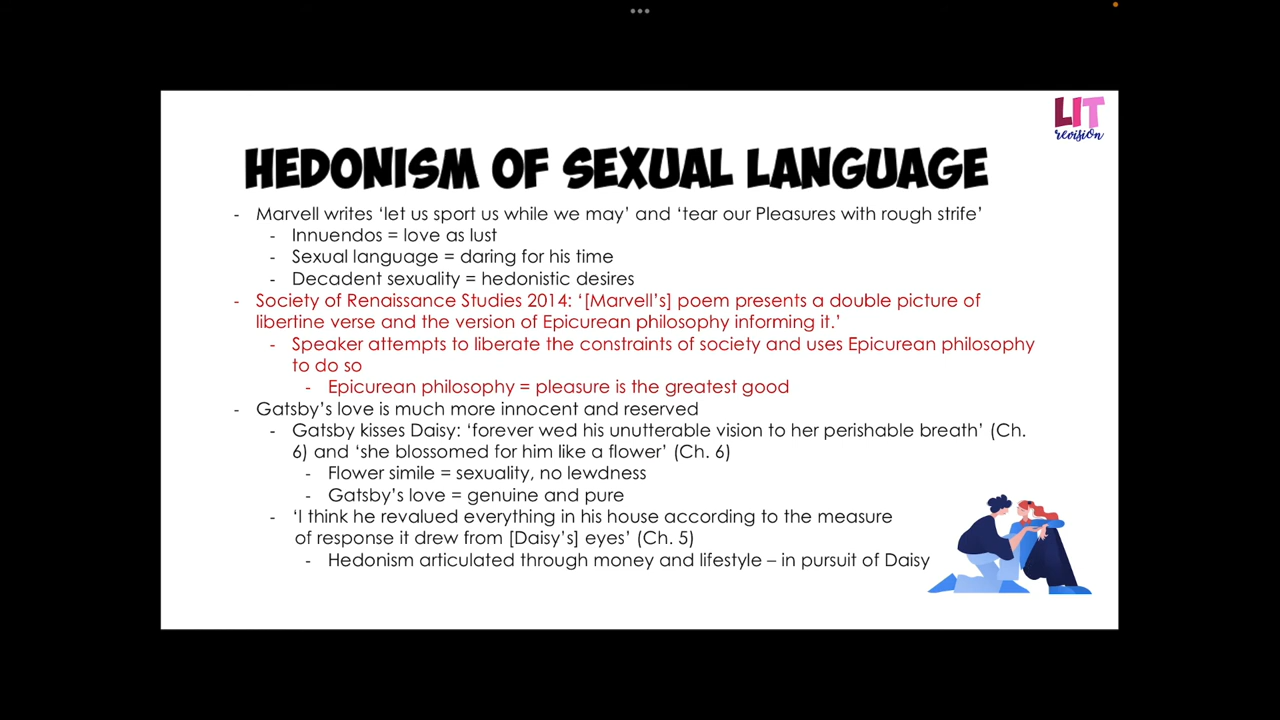 LIT
revision
HEDONISM OF SEXUAL LANGUAGE
- Marvell writes ‘let us sport us while we may’ and ‘tear our Pleasures with rough strife’
- Innuendos = love as lust
- Sexual language = daring for his time
- Decadent sexuality = hedonistic desires
- Society of Renaissance Studies 2014: ‘[Marvell’s] poem presents a double picture of
libertine verse and the version of Epicurean philosophy informing it.’
- Speaker attempts to liberate the constraints of society and uses Epicurean philosophy
to do so
- Epicurean philosophy = pleasure is the greatest good
- Gatsby’s love is much more innocent and reserved
- Gatsby kisses Daisy: ‘forever wed his unutterable vision to her perishable breath’ (Ch.
6) and ‘she blossomed for him like a flower’ (Ch. 6)
- Flower simile = sexuality, no lewdness
- Gatsby’s love = genuine and pure
- ‘I think he revalued everything in his house according to the measure
of response it drew from [Daisy’s] eyes’ (Ch. 5)
- Hedonism articulated through money and lifestyle – in pursuit of Daisy